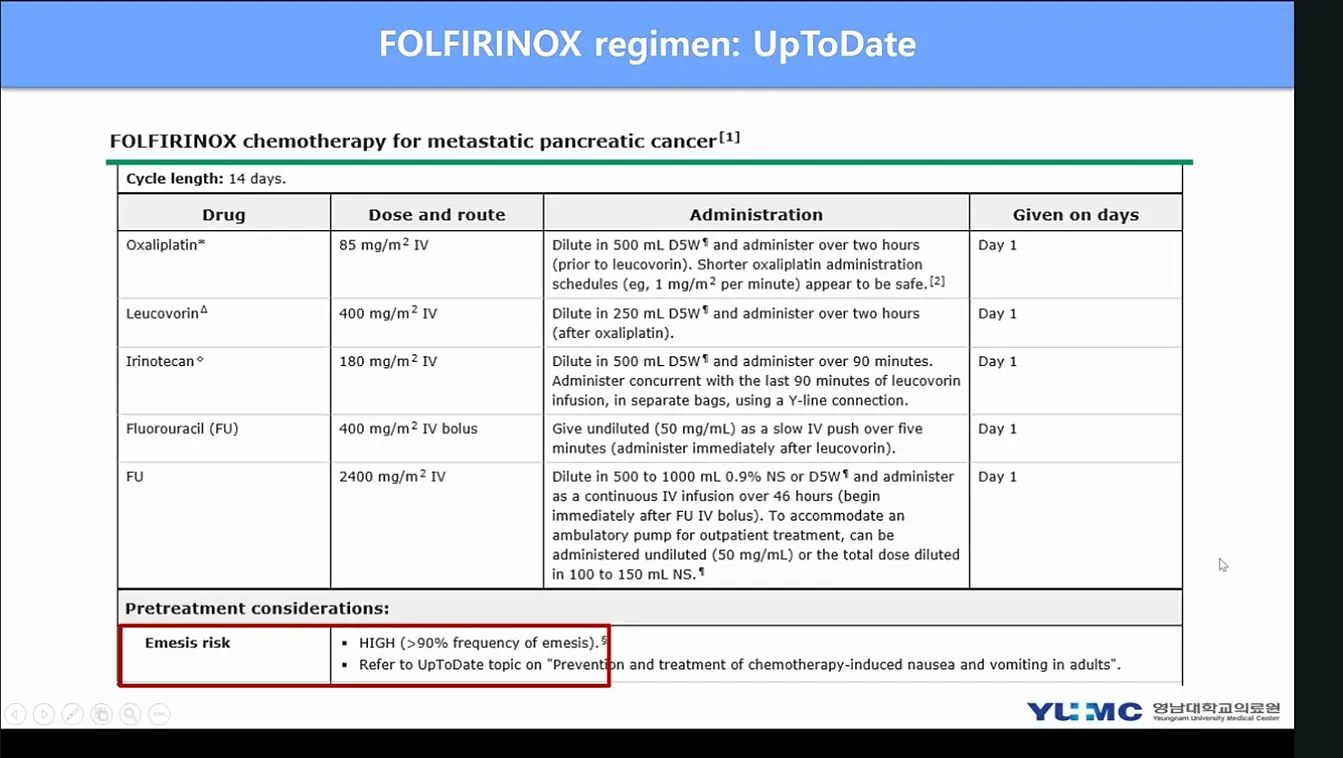 FOLFIRINOX regimen: UpToDate
FOLFIRINOX chemotherapy for metastatic pancreatic cancer[1]
Cycle length: 14 days.
Drug Dose and route Administration Given on days
Oxaliplatin* 85 mg/m² IV Dilute in 500 mL D5W¶ and administer over two hours Day 1
(prior to leucovorin). Shorter oxaliplatin administration
schedules (eg, 1 mg/m² per minute) appear to be safe.[2]
LeucovorinΔ 400 mg/m² IV Dilute in 250 mL D5W¶ and administer over two hours Day 1
(after oxaliplatin).
Irinotecan◇ 180 mg/m² IV Dilute in 500 mL D5W¶ and administer over 90 minutes. Day 1
Administer concurrent with the last 90 minutes of leucovorin
infusion, in separate bags, using a Y-line connection.
Fluorouracil (FU) 400 mg/m² IV bolus Give undiluted (50 mg/mL) as a slow IV push over five Day 1
minutes (administer immediately after leucovorin).
FU 2400 mg/m² IV Dilute in 500 to 1000 mL 0.9% NS or D5W¶ and administer Day 1
as a continuous IV infusion over 46 hours (begin
immediately after FU IV bolus). To accommodate an
ambulatory pump for outpatient treatment, can be
administered undiluted (50 mg/mL) or the total dose diluted
in 100 to 150 mL NS.¶
Pretreatment considerations:
Emesis risk ▪ HIGH (>90% frequency of emesis).§
▪ Refer to UpToDate topic on "Prevention and treatment of chemotherapy-induced nausea and vomiting in adults".
YUMC 영남대학교의료원
Yeungnam University Medical Center